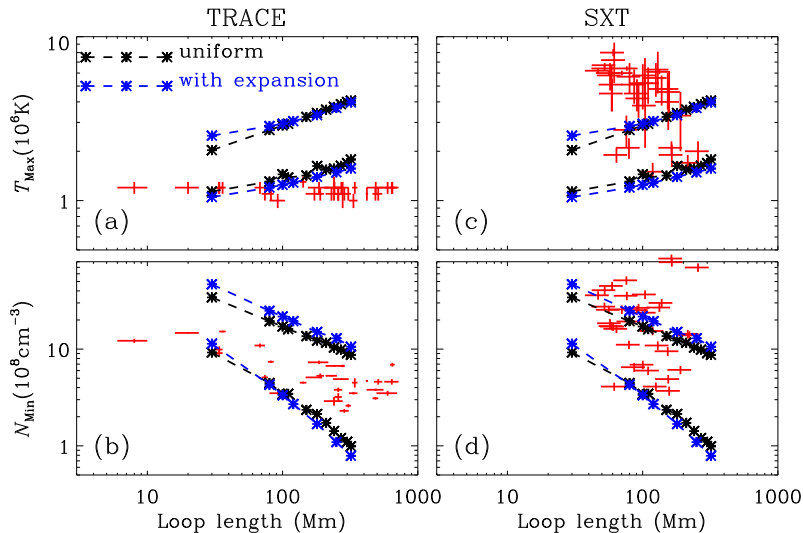 TRACE
SXT
uniform
with expansion
10
1
T_Max(10^6K)
(a)
(c)
10
1
N_Min(10^8cm^-3)
(b)
(d)
10
100
1000
10
100
1000
Loop length (Mm)
Loop length (Mm)